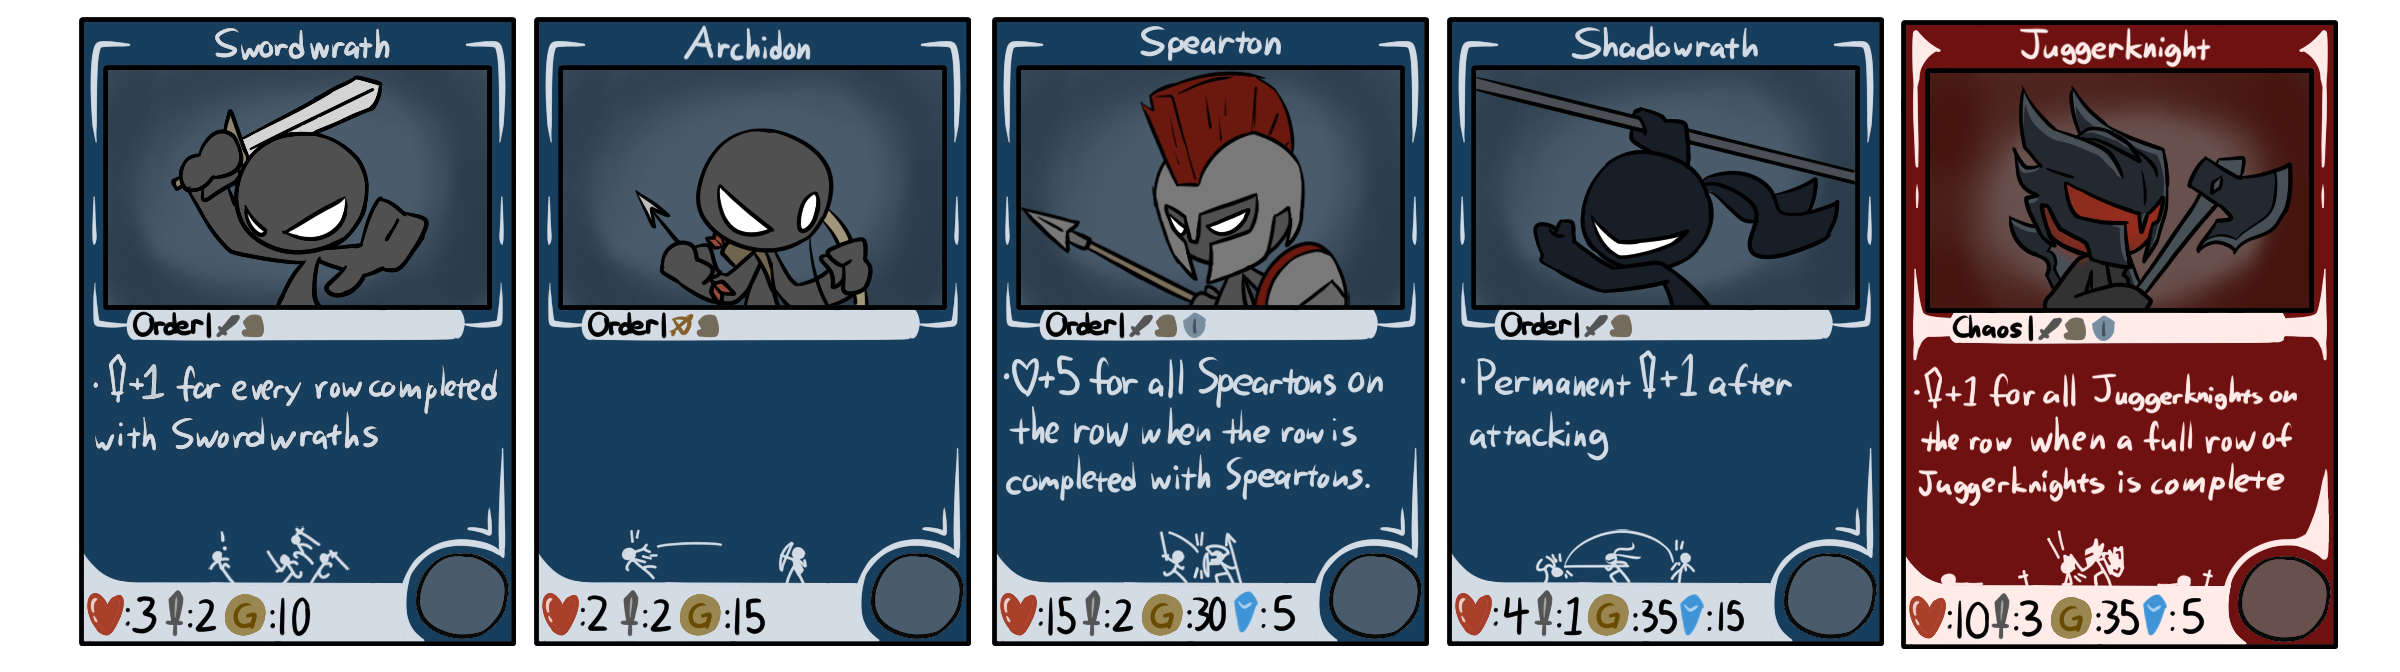 Swordwrath
Order|
· +1 for every row completed
with Swordwraths
:3 :2 G:10
Archidon
Order|
:2 :2 G:15
Spearton
Order|
·♡+5 for all Speartons on
the row when the row is
completed with Speartons.
:15 :2 G:30 :5
Shadowrath
Order|
· Permanent +1 after
attacking
:4 :1 G:35 :15
Juggerknight
Chaos|
· +1 for all Juggerknights on
the row when a full row of
Juggerknights is complete
:10 :3 G:35 :5